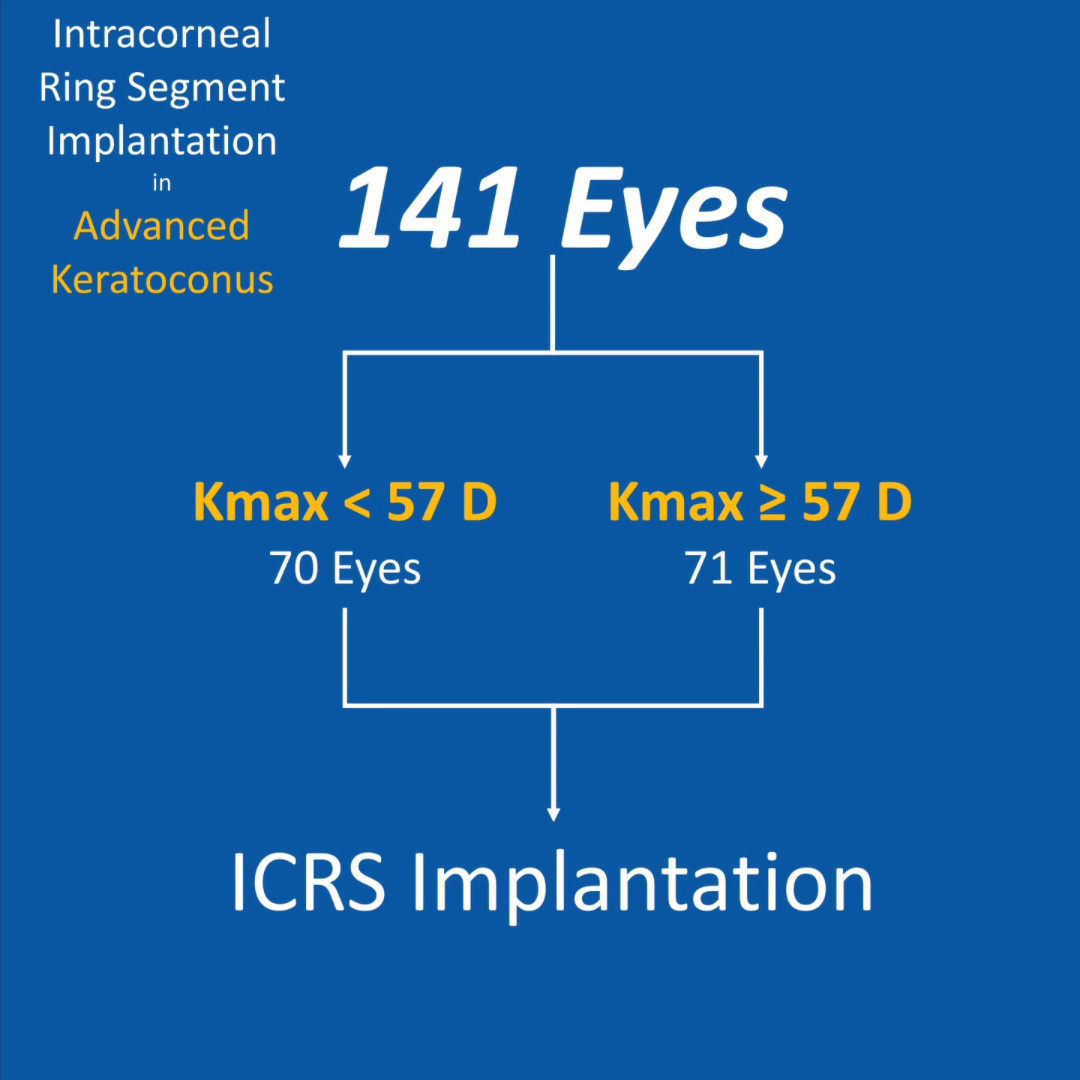 Intracorneal
Ring Segment
Implantation
in
Advanced
Keratoconus
141 Eyes
Kmax < 57 D
70 Eyes
Kmax ≥ 57 D
71 Eyes
ICRS Implantation